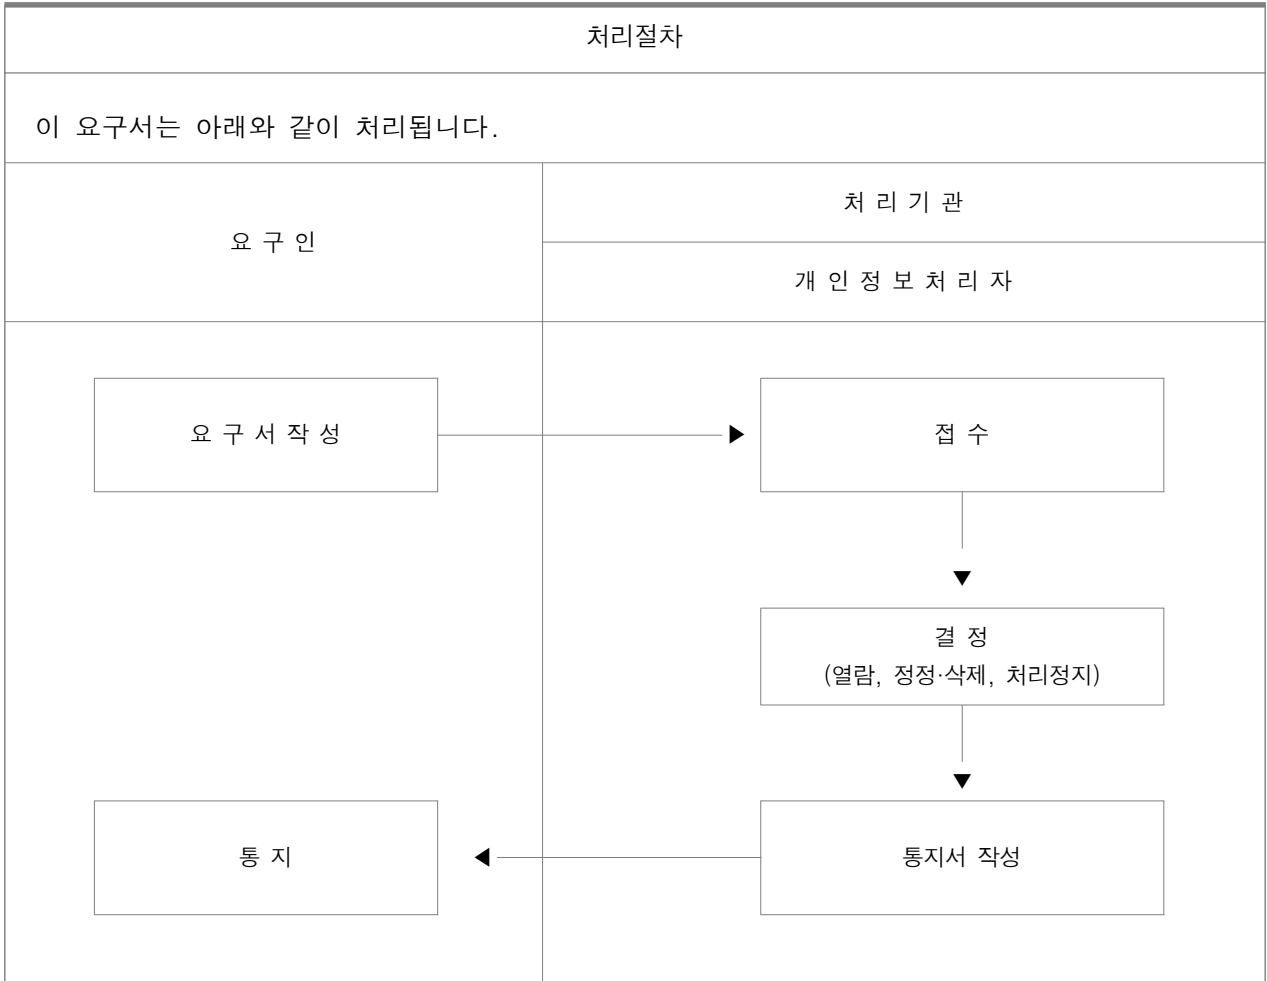 처리절차
이 요구서는 아래와 같이 처리됩니다.
요 구 인
처 리 기 관
개 인 정 보 처 리 자
요 구 서 작 성
접 수
결 정
(열람, 정정·삭제, 처리정지)
통 지
통지서 작성